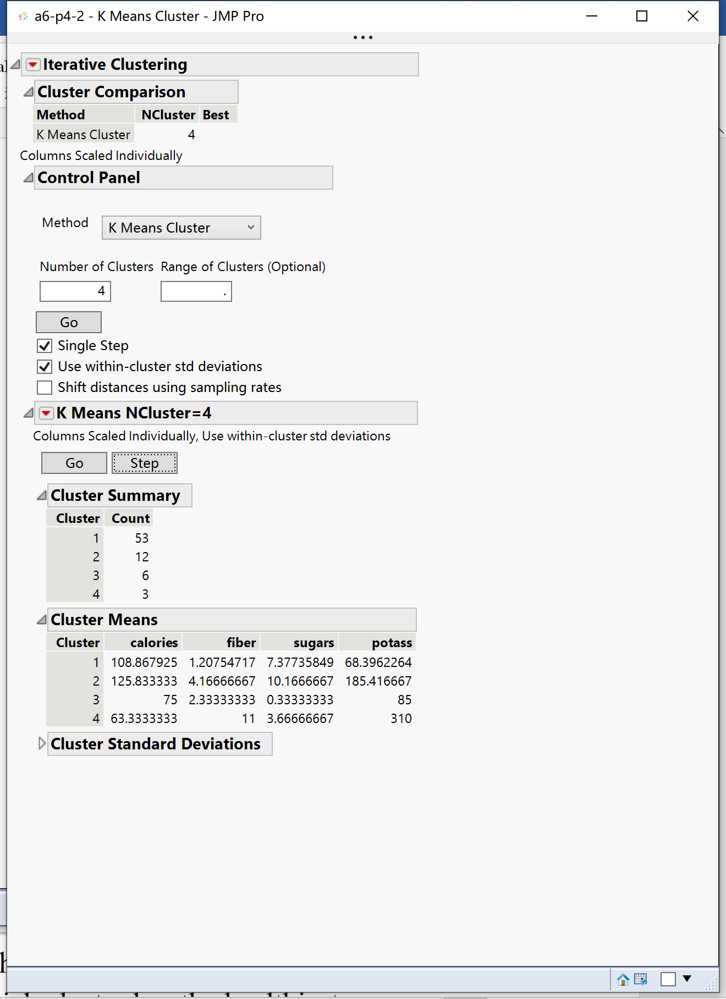 a6-p4-2 - K Means Cluster - JMP Pro
Iterative Clustering
Cluster Comparison
Method NCluster Best
K Means Cluster 4
Columns Scaled Individually
Control Panel
Method K Means Cluster
Number of Clusters Range of Clusters (Optional)
4 .
Go
Single Step
Use within-cluster std deviations
Shift distances using sampling rates
K Means NCluster=4
Columns Scaled Individually, Use within-cluster std deviations
Go Step
Cluster Summary
Cluster Count
1 53
2 12
3 6
4 3
Cluster Means
Cluster calories fiber sugars potass
1 108.867925 1.20754717 7.37735849 68.3962264
2 125.833333 4.16666667 10.1666667 185.416667
3 75 2.33333333 0.33333333 85
4 63.3333333 11 3.66666667 310
Cluster Standard Deviations